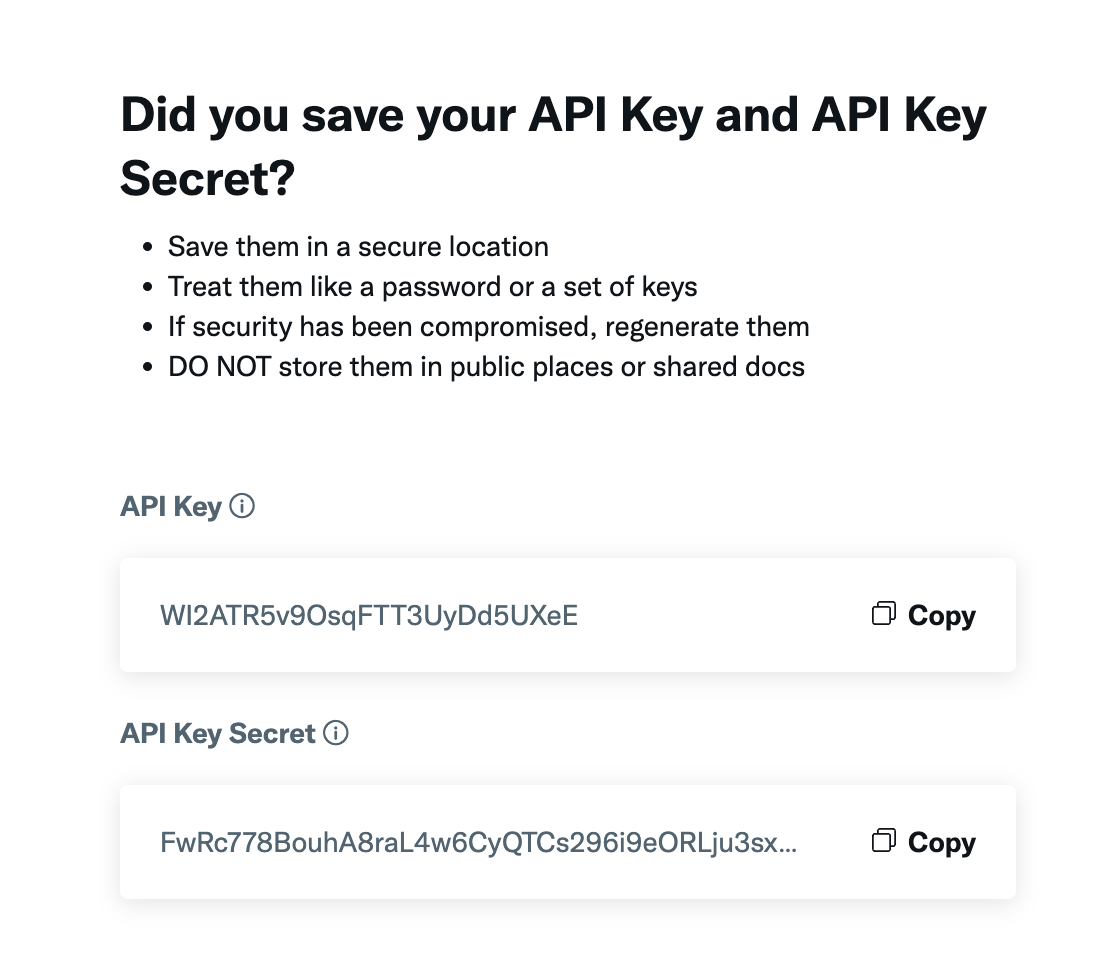 Did you save your API Key and API Key
Secret?
• Save them in a secure location
• Treat them like a password or a set of keys
• If security has been compromised, regenerate them
• DO NOT store them in public places or shared docs
API Key
WI2ATR5v9OsqFTT3UyDd5UXeE
Copy
API Key Secret
FwRc778BouhA8raL4w6CyQTCs296i9eORLju3sx...
Copy